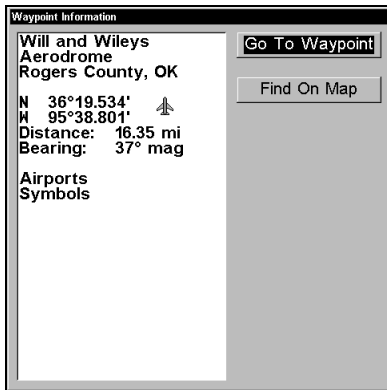 Waypoint Information
Will and Wileys
Aerodrome
Rogers County, OK
N 36°19.534'
W 95°38.801'
Distance: 16.35 mi
Bearing: 37° mag
Airports
Symbols
Go To Waypoint
Find On Map